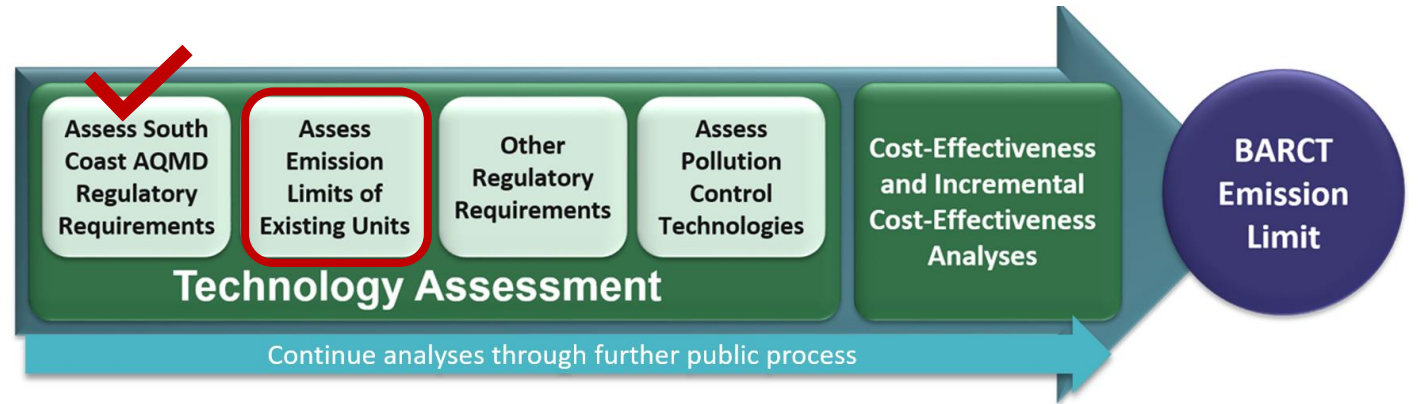 Assess South
Coast AQMD
Regulatory
Requirements
Assess
Emission
Limits of
Existing Units
Other
Regulatory
Requirements
Assess
Pollution
Control
Technologies
Technology Assessment
Cost-Effectiveness
and Incremental
Cost-Effectiveness
Analyses
BARCT
Emission
Limit
Continue analyses through further public process